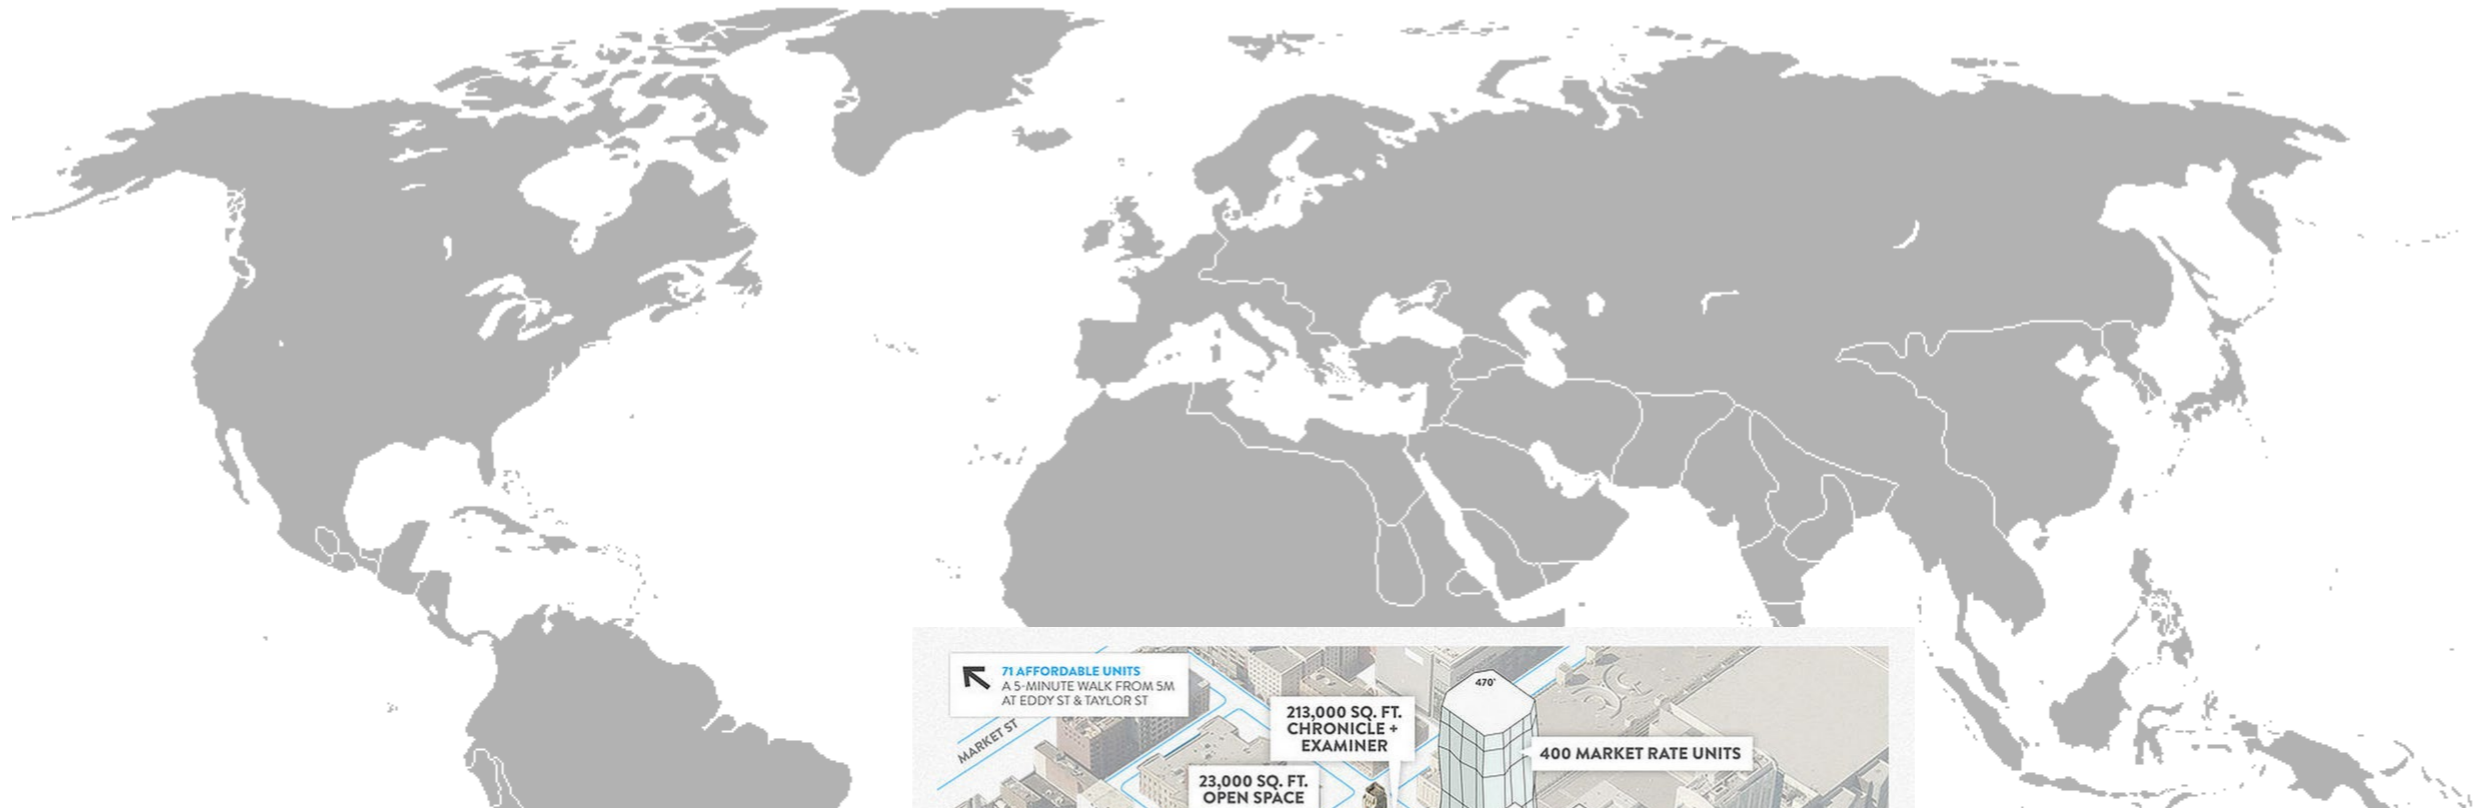 71 AFFORDABLE UNITS
A 5-MINUTE WALK FROM 5M
AT EDDY ST & TAYLOR ST
MARKET ST
470'
213,000 SQ. FT.
CHRONICLE +
EXAMINER
400 MARKET RATE UNITS
23,000 SQ. FT.
OPEN SPACE